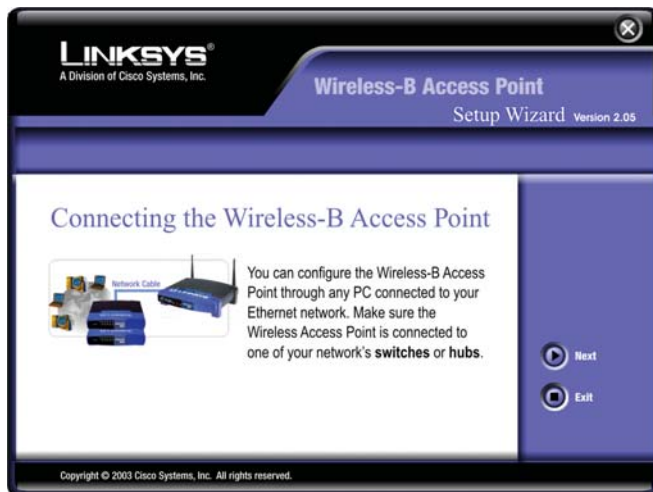 LINKSYS®
A Division of Cisco Systems, Inc.
Wireless-B Access Point
Setup Wizard Version 2.05
Connecting the Wireless-B Access Point
Network Cable
You can configure the Wireless-B Access
Point through any PC connected to your
Ethernet network. Make sure the
Wireless Access Point is connected to
one of your network's switches or hubs.
Next
Exit
Copyright © 2003 Cisco Systems, Inc. All rights reserved.